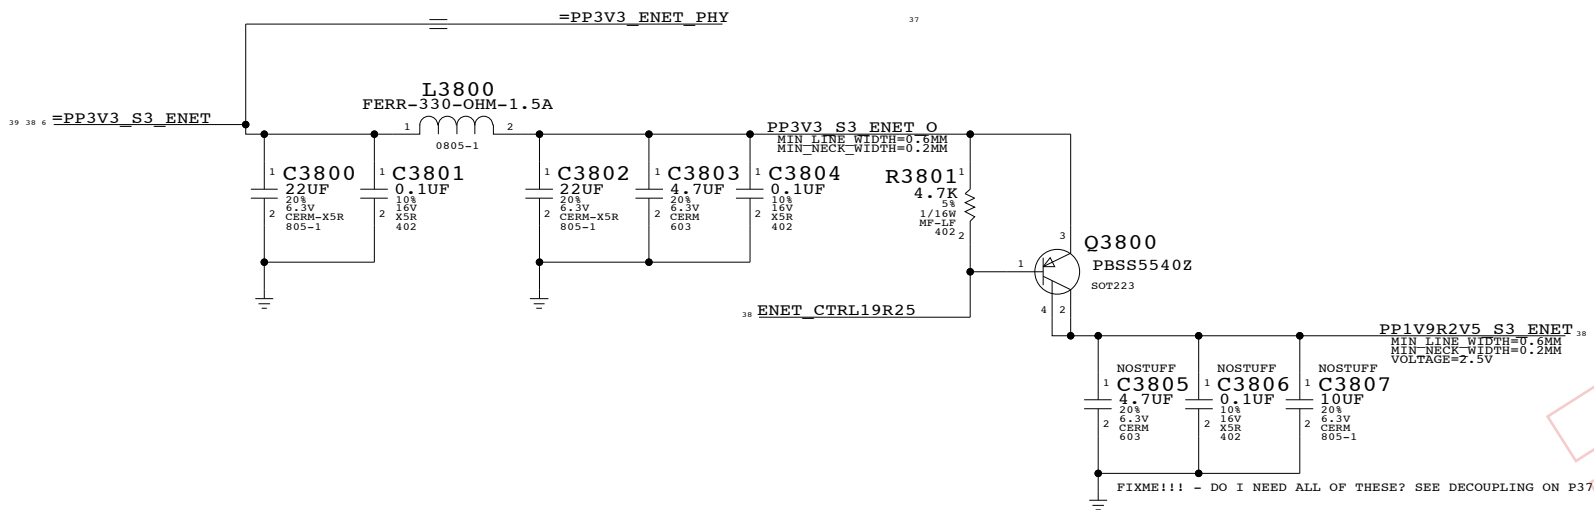 =PP3V3_ENET_PHY
37
39 38 6 =PP3V3_S3_ENET
L3800
FERR-330-OHM-1.5A
1 2
0805-1
PP3V3_S3_ENET_O
MIN_LINE_WIDTH=0.6MM
MIN_NECK_WIDTH=0.2MM
1 C3800
22UF
20%
6.3V
2 CERM-X5R
805-1
1 C3801
0.1UF
10%
16V
2 X5R
402
1 C3802
22UF
20%
6.3V
2 CERM-X5R
805-1
1 C3803
4.7UF
20%
6.3V
2 CERM
603
1 C3804
0.1UF
10%
16V
2 X5R
402
R3801 1
4.7K
5%
1/16W
MF-LF
402 2
3
Q3800
1 PBSS5540Z
SOT223
4 2
38 ENET_CTRL19R25
PP1V9R2V5_S3_ENET 38
MIN_LINE_WIDTH=0.6MM
MIN_NECK_WIDTH=0.2MM
VOLTAGE=2.5V
NOSTUFF
1 C3805
4.7UF
20%
6.3V
2 CERM
603
NOSTUFF
1 C3806
0.1UF
10%
16V
2 X5R
402
NOSTUFF
1 C3807
10UF
20%
6.3V
2 CERM
805-1
FIXME!!! - DO I NEED ALL OF THESE? SEE DECOUPLING ON P37